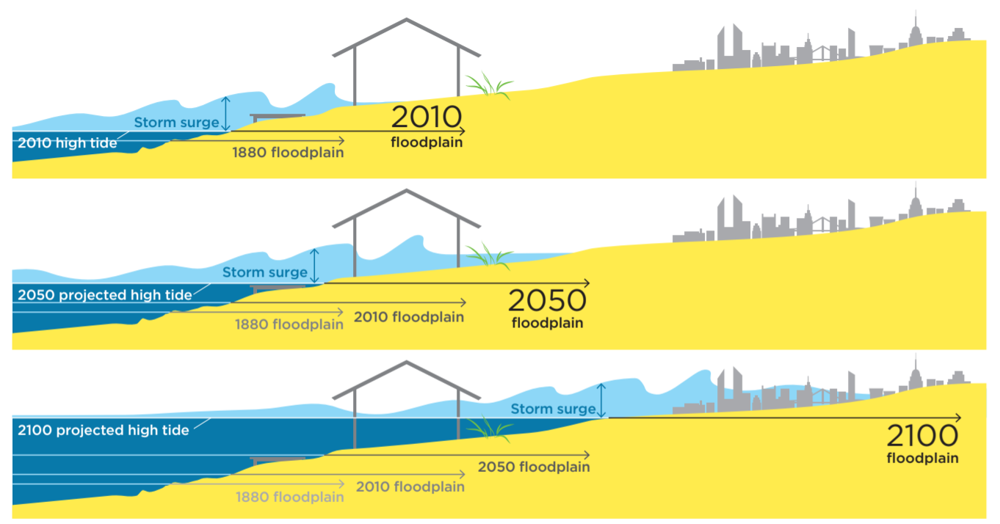 Storm surge
2010 high tide
1880 floodplain
2010
floodplain
Storm surge
2050 projected high tide
1880 floodplain
2010 floodplain
2050
floodplain
Storm surge
2100 projected high tide
2100
floodplain
2050 floodplain
2010 floodplain
1880 floodplain